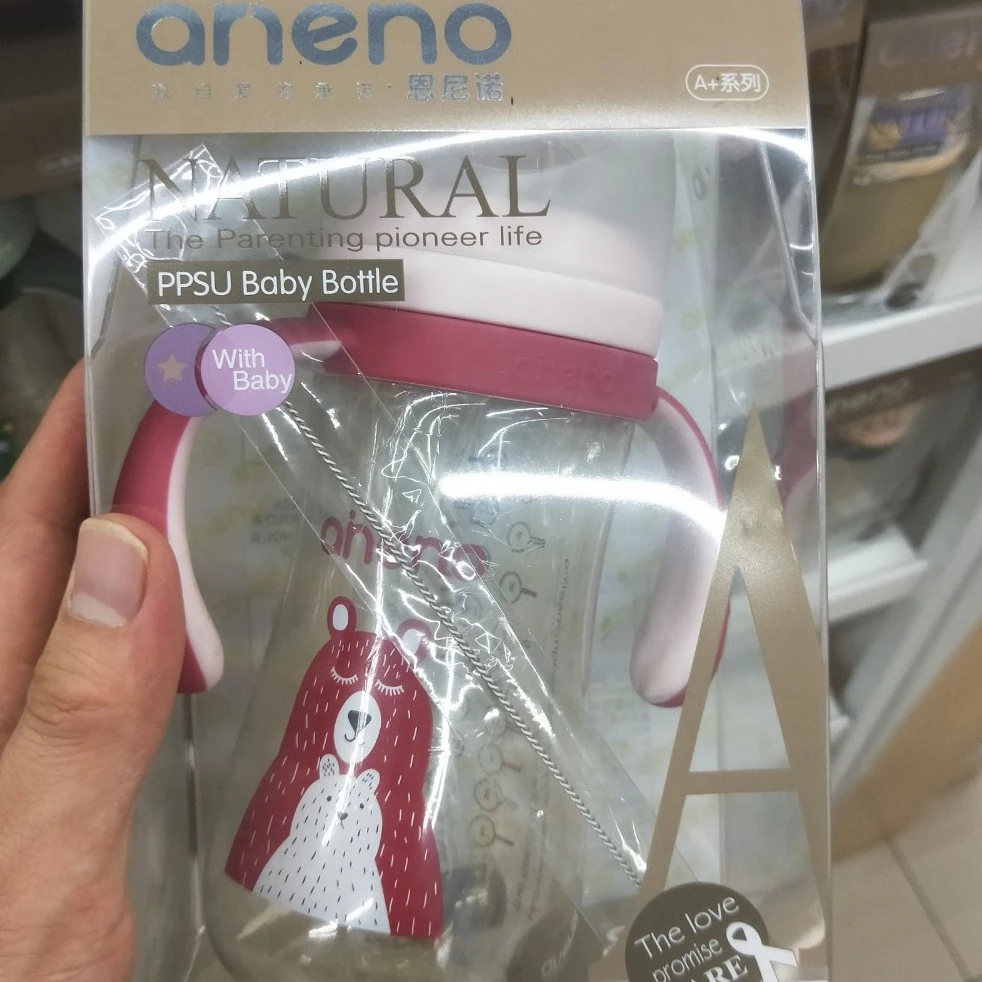 aneno
恩尼诺
A+系列
NATURAL
The Parenting pioneer life
PPSU Baby Bottle
With
Baby
aneno
aneno
A
The love
promise